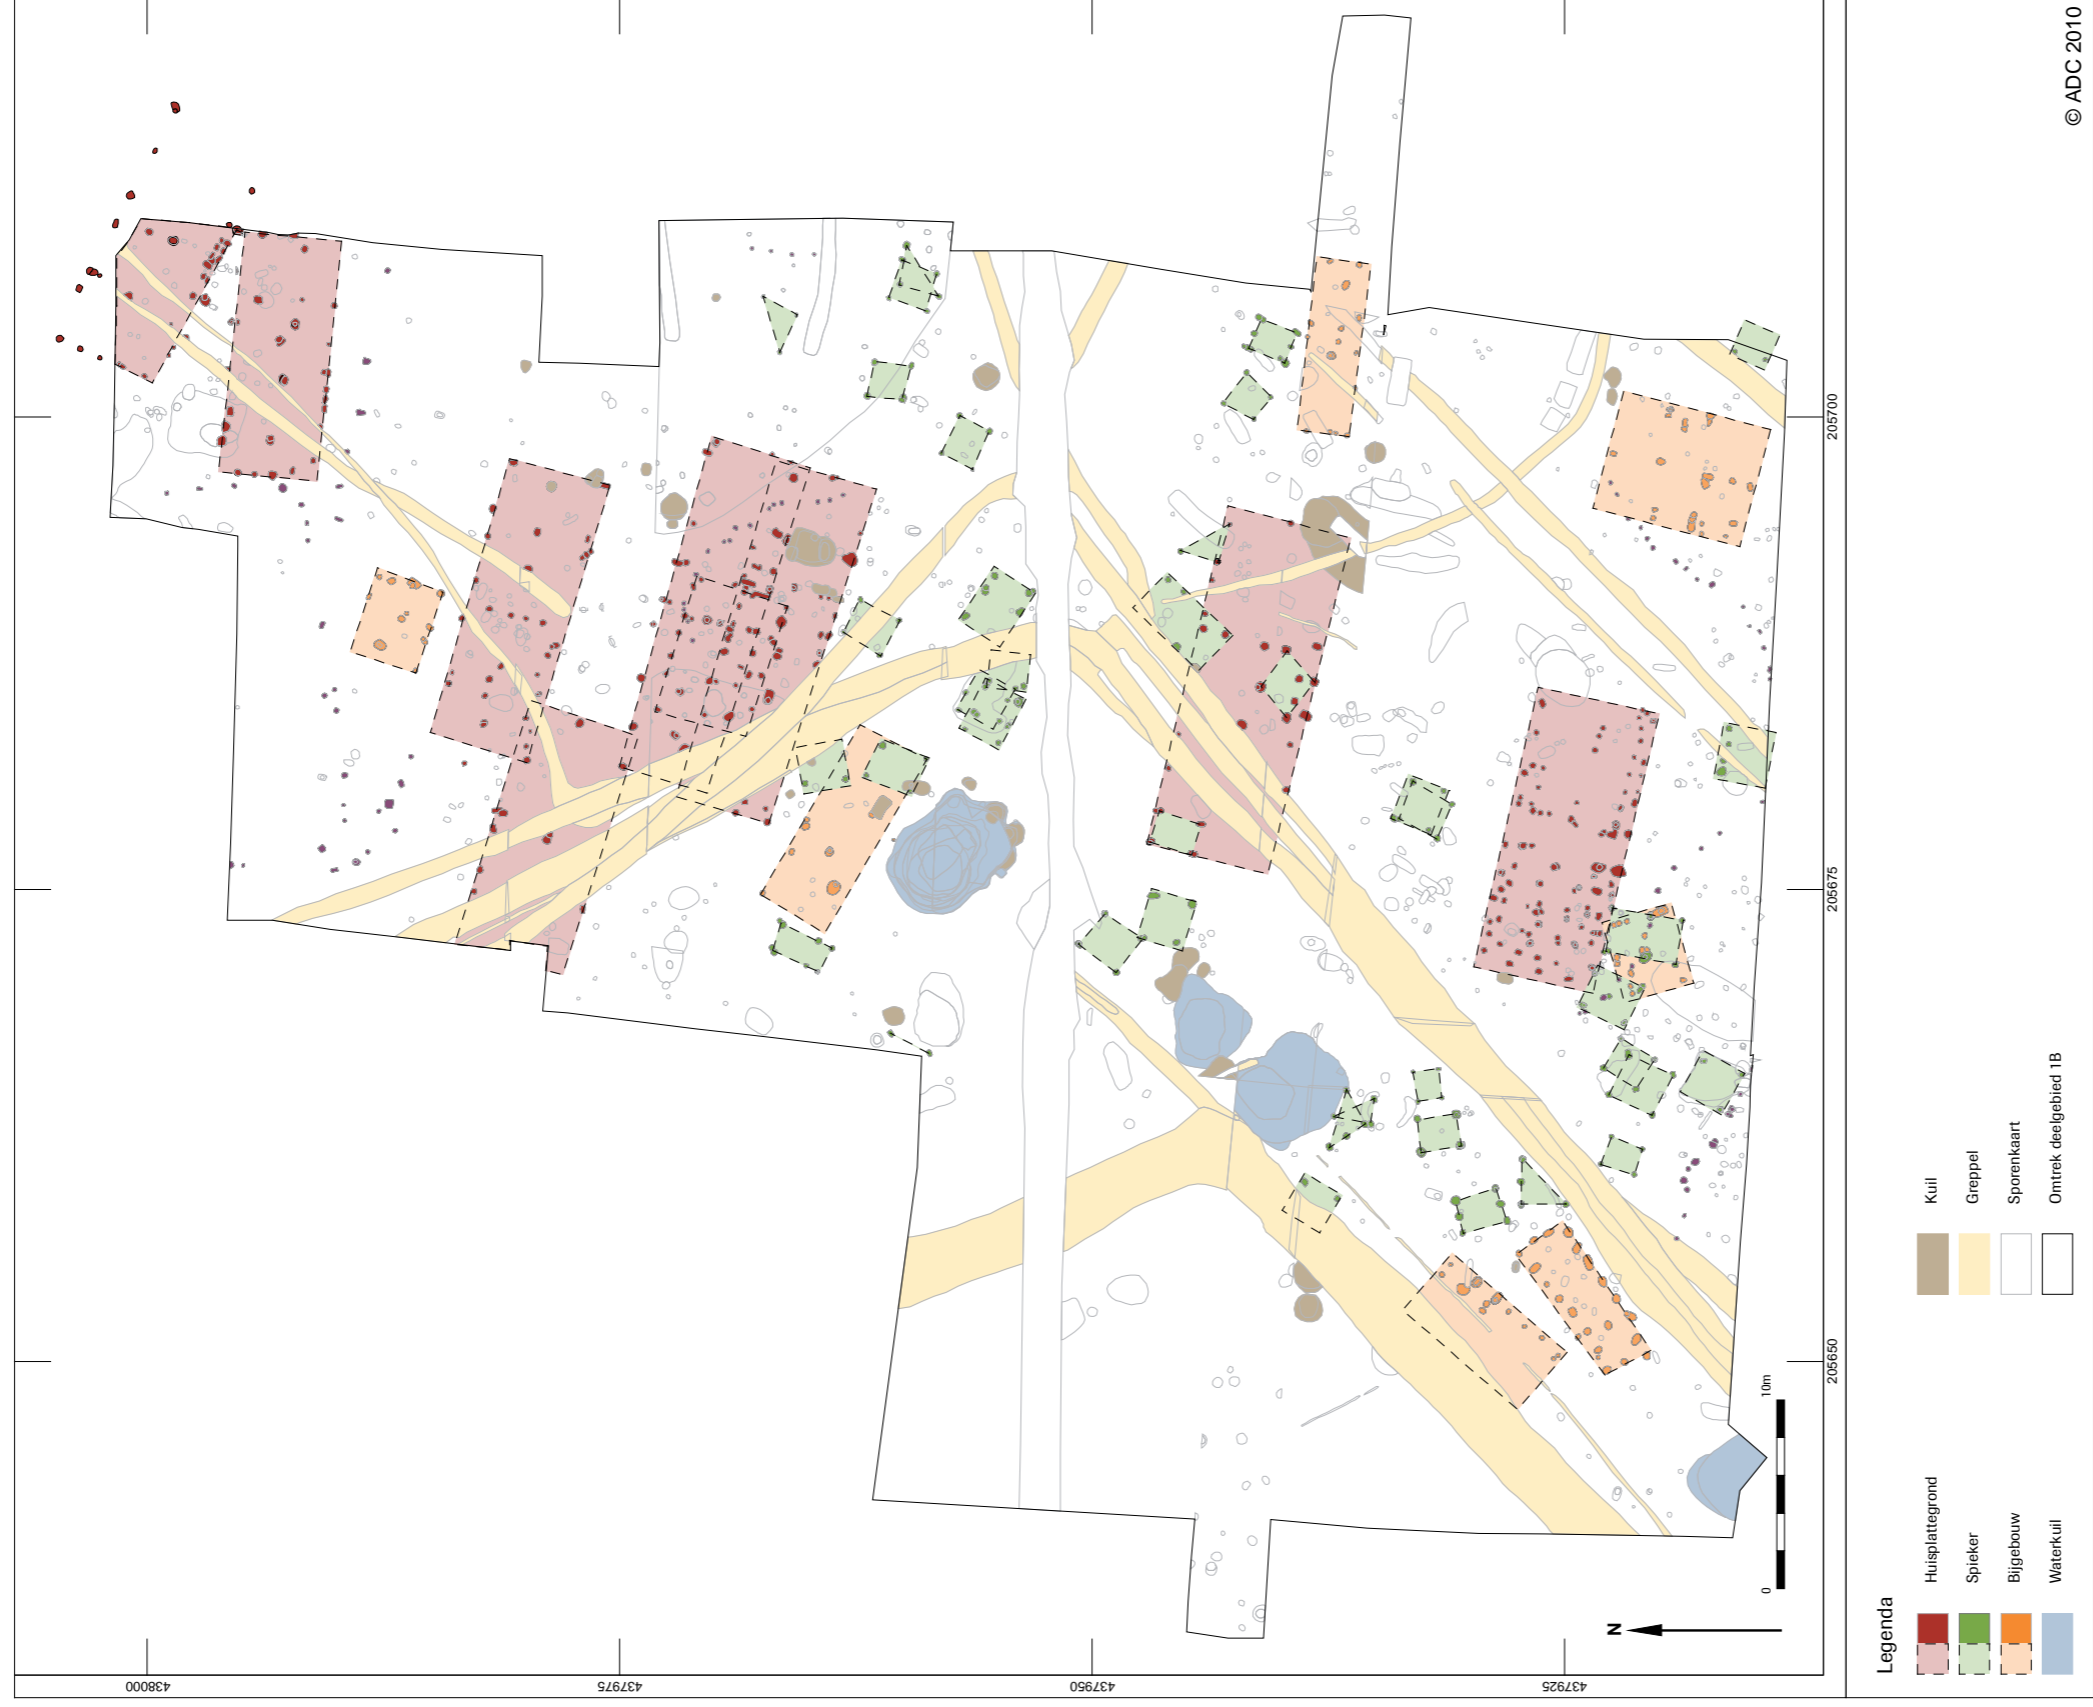 438000
437975
437950
437925
205700
205675
205650
0
10m
N
Legenda
Huisplattegrond
Spieker
Bijgebouw
Waterkuil
Kuil
Greppel
Sporenkaart
Omtrek deelgebied 1B
© ADC 2010